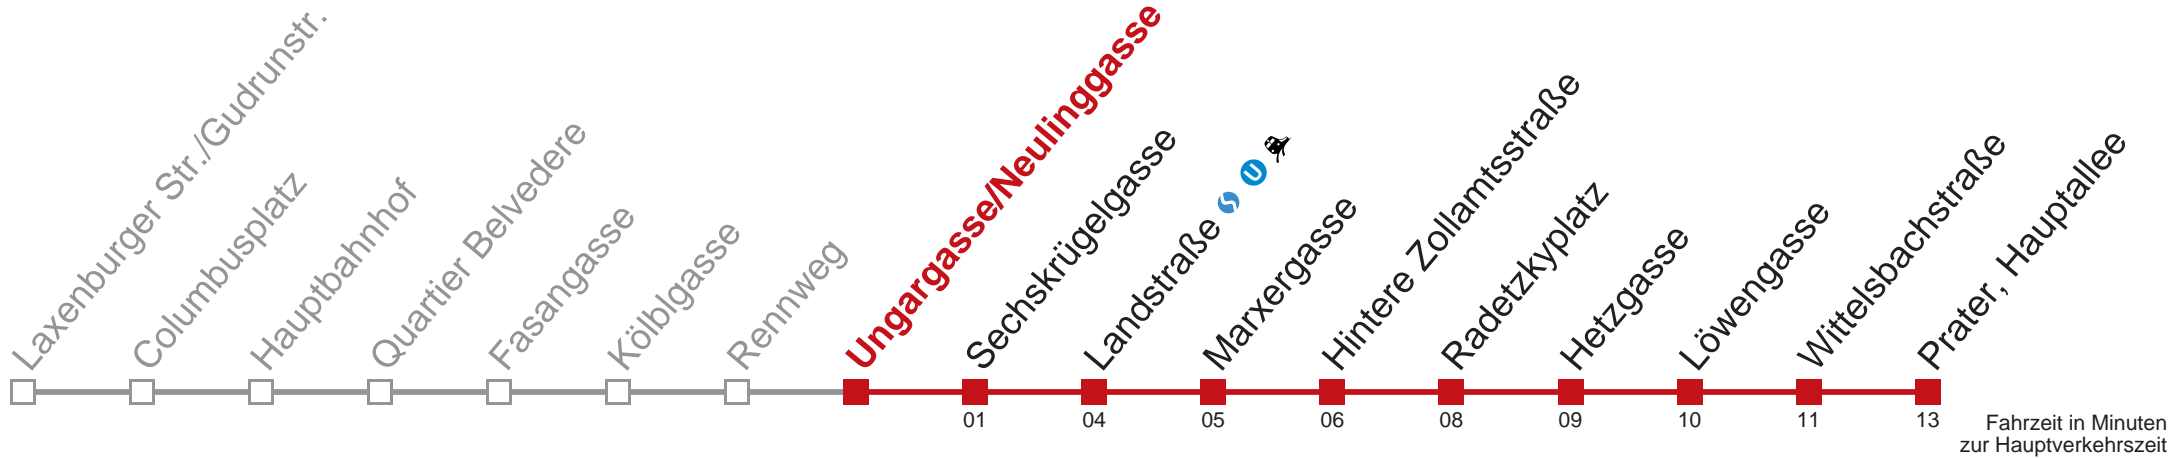 Laxenburger Str./Gudrunstr.
Columbusplatz
Hauptbahnhof
Quartier Belvedere
Fasangasse
Kölblgasse
Rennweg
Ungargasse/Neulinggasse
Sechskrügelgasse
Landstraße
U
Marxergasse
Hintere Zollamtsstraße
Radetzkyplatz
Hetzgasse
Löwengasse
Wittelsbachstraße
Prater, Hauptallee
01 04 05 06 08 09 10 11 13
Fahrzeit in Minuten
zur Hauptverkehrszeit